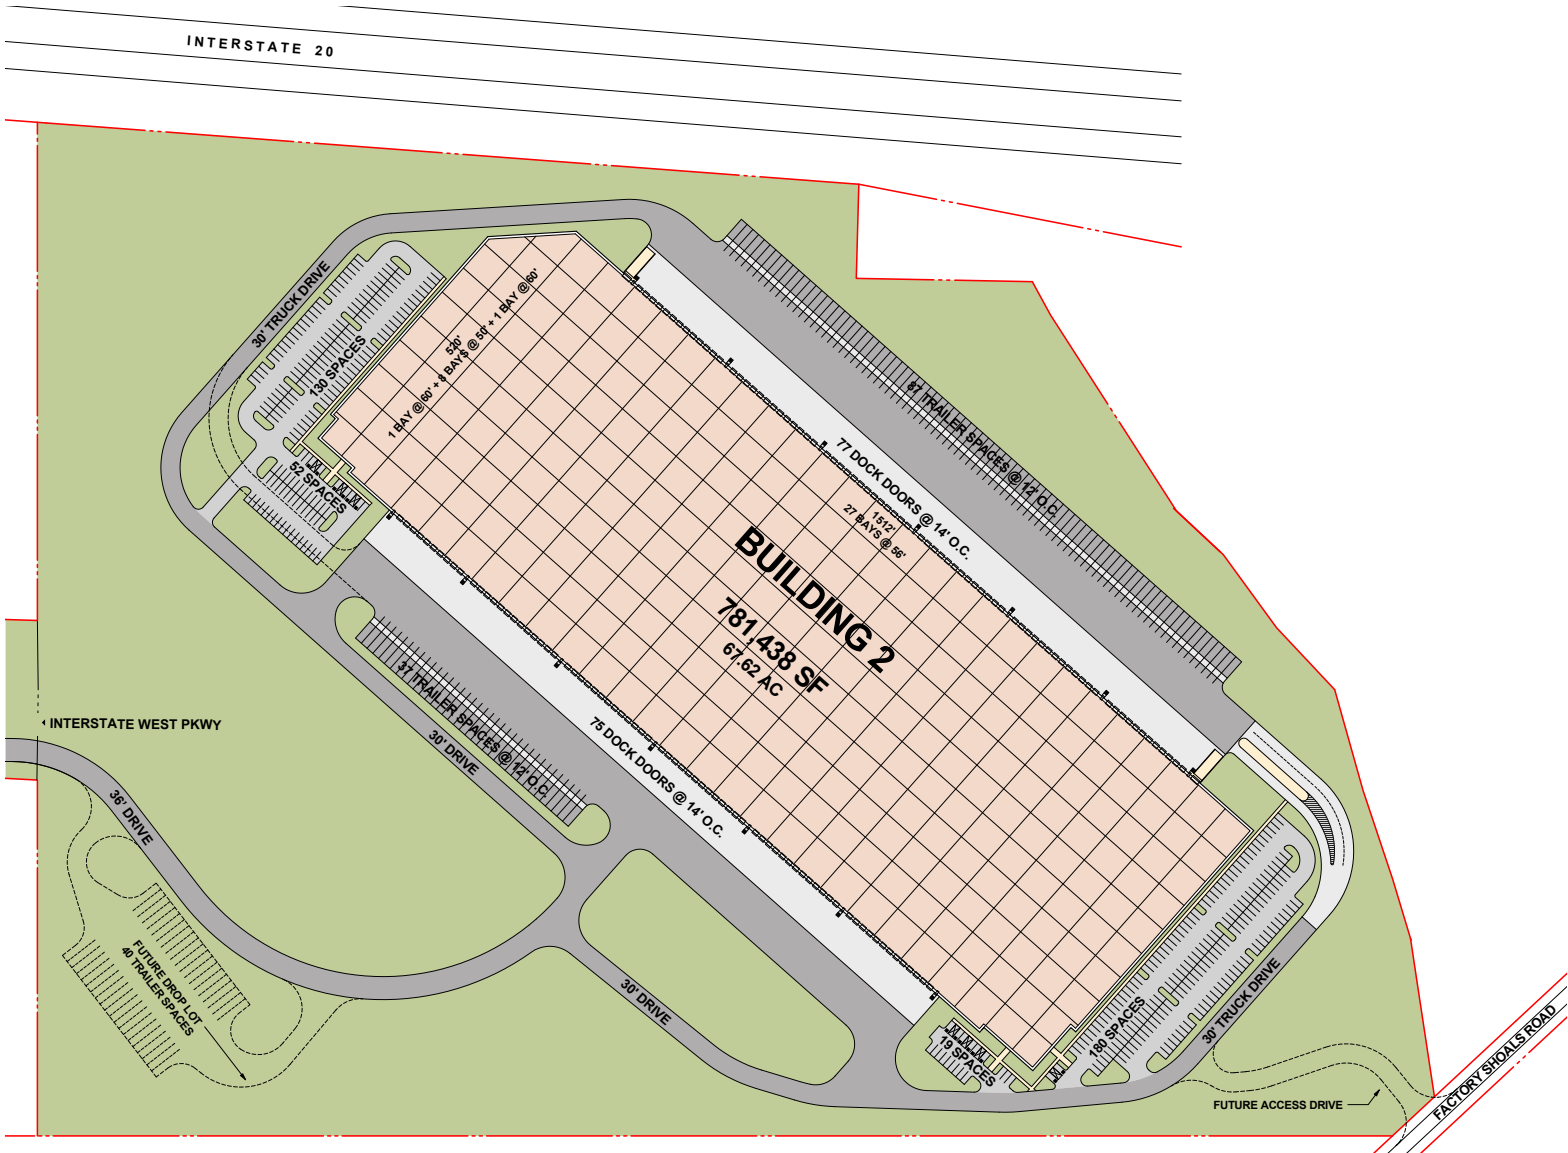 INTERSTATE 20
30' TRUCK DRIVE
130 SPACES
520'
1 BAY @ 60' + 8 BAYS @ 50' + 1 BAY @ 60'
52 SPACES
87 TRAILER SPACES @ 12' O.C.
77 DOCK DOORS @ 14' O.C.
1512'
27 BAYS @ 56'
BUILDING 2
781,438 SF
67.62 AC
37 TRAILER SPACES @ 12' O.C.
30' DRIVE
75 DOCK DOORS @ 14' O.C.
INTERSTATE WEST PKWY
36' DRIVE
FUTURE DROP LOT
40 TRAILER SPACES
30' DRIVE
19 SPACES
180 SPACES
30' TRUCK DRIVE
FUTURE ACCESS DRIVE
FACTORY SHOALS ROAD